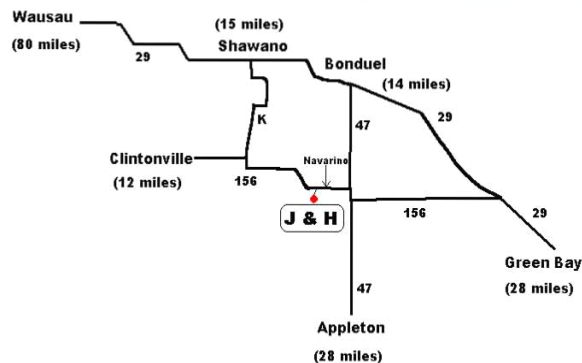 Wausau
(80 miles)
29
(15 miles)
Shawano
Bonduel
(14 miles)
29
47
K
Clintonville
(12 miles)
Navarino
156
J & H
156
29
Green Bay
(28 miles)
47
Appleton
(28 miles)